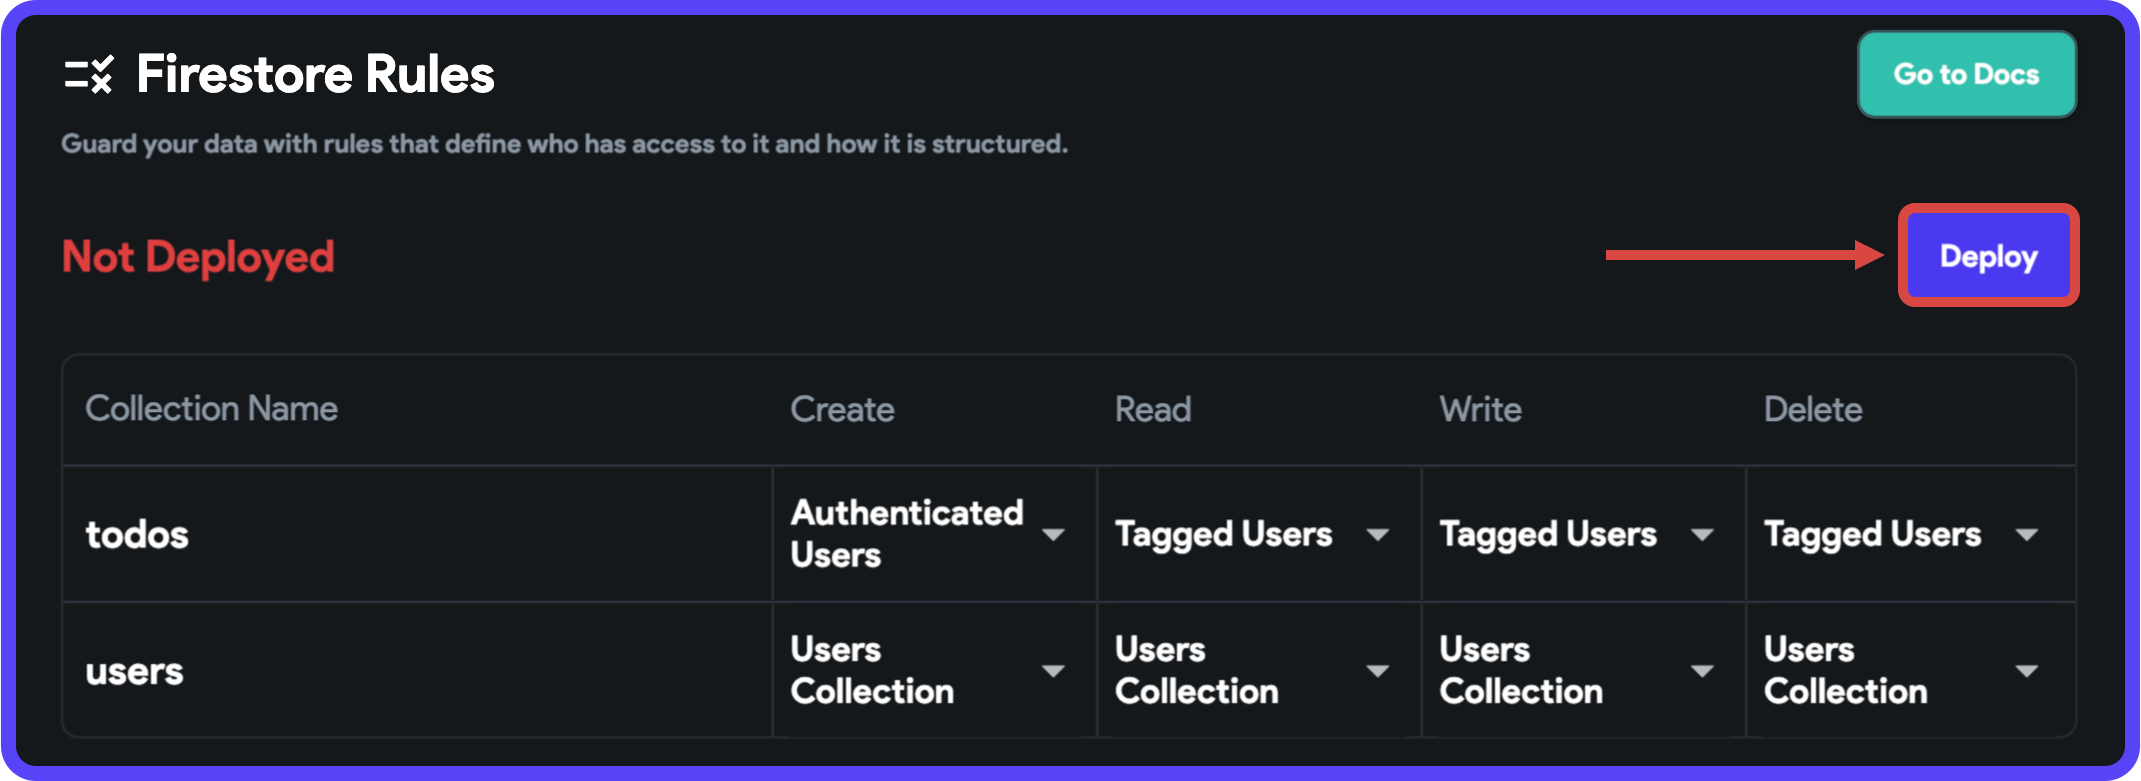 Firestore Rules
Go to Docs
Guard your data with rules that define who has access to it and how it is structured.
Not Deployed
Deploy
Collection Name
Create
Read
Write
Delete
todos
Authenticated
Users
Tagged Users
Tagged Users
Tagged Users
users
Users
Collection
Users
Collection
Users
Collection
Users
Collection